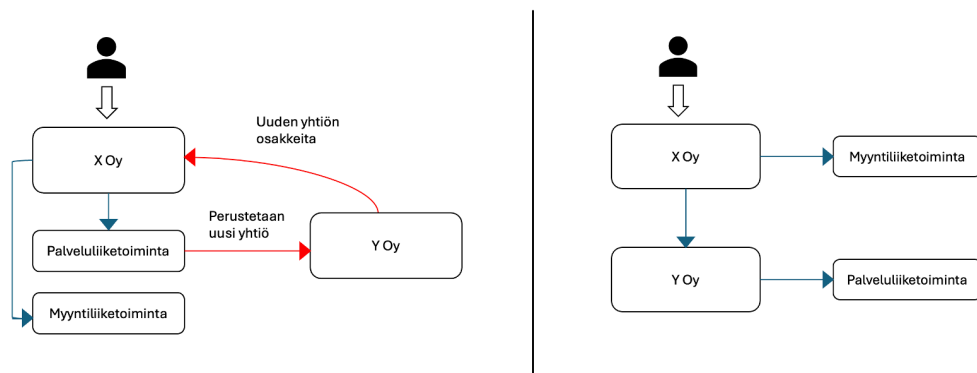 Uuden yhtiön
osakkeita
X Oy
Perustetaan
uusi yhtiö
Palveluliiketoiminta
Y Oy
Myyntiliiketoiminta
X Oy
Myyntiliiketoiminta
Y Oy
Palveluliiketoiminta